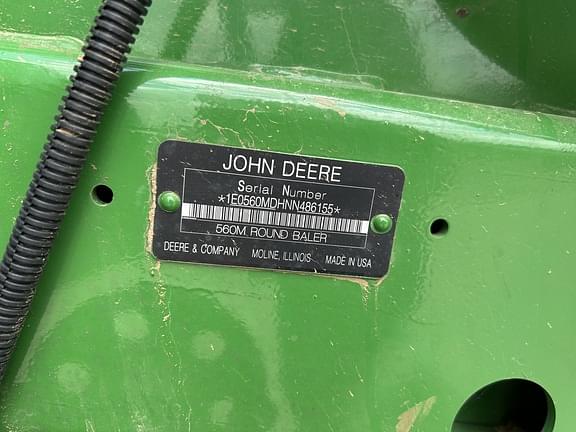 JOHN DEERE
Serial Number
*1E0560MDHNN486155*
560M ROUND BALER
DEERE & COMPANY MOLINE, ILLINOIS MADE IN USA